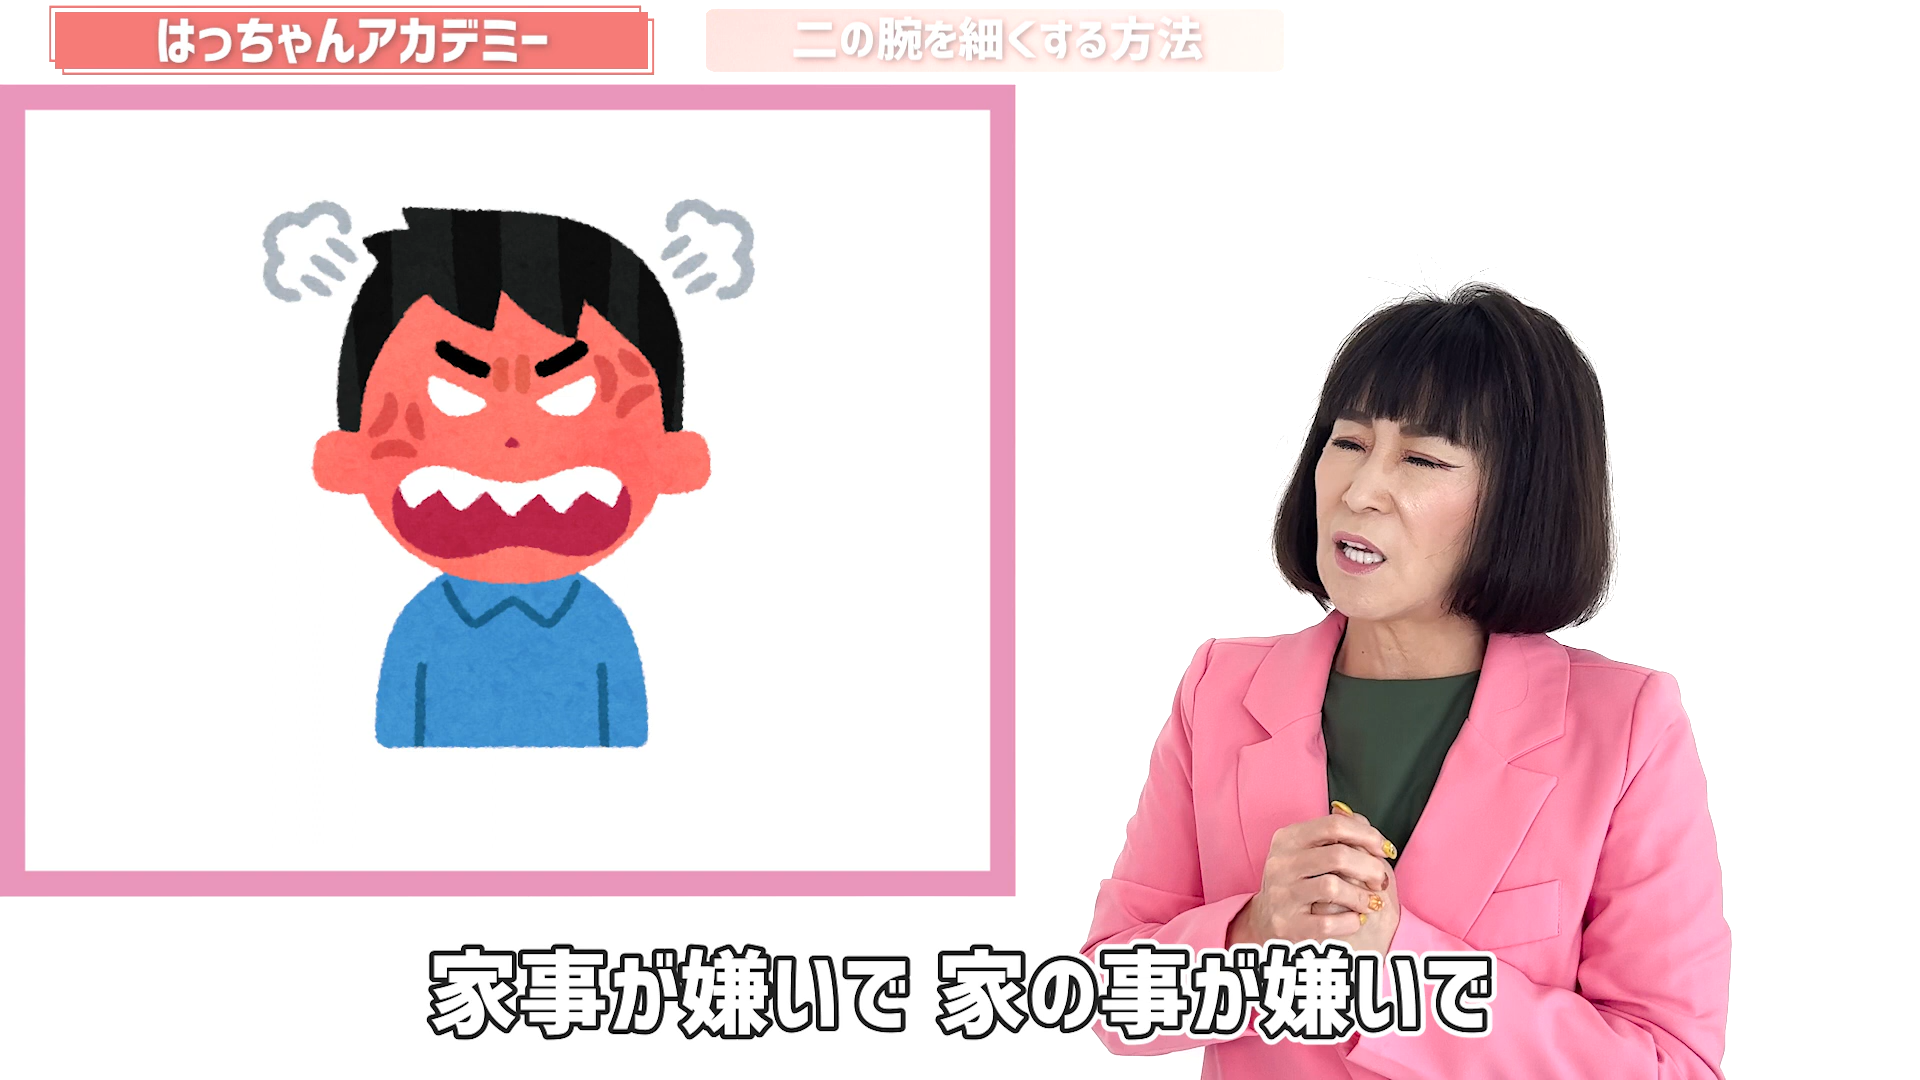 はっちゃんアカデミー
二の腕を細くする方法
家事が嫌いで 家の事が嫌いで